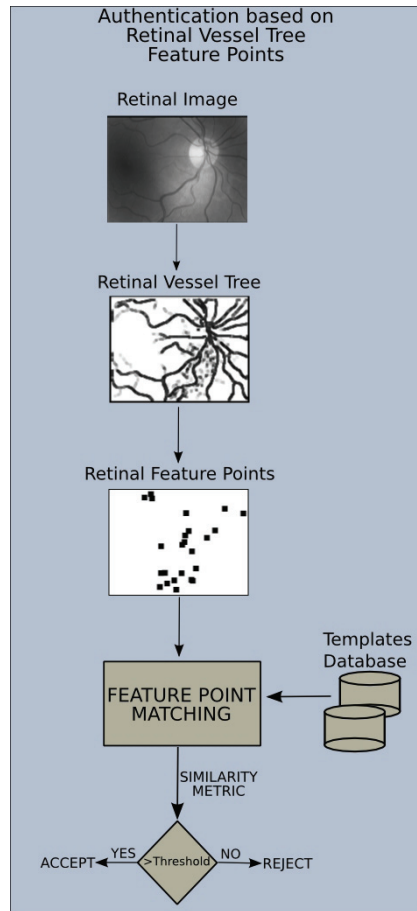 Authentication based on
Retinal Vessel Tree
Feature Points
Retinal Image
Retinal Vessel Tree
Retinal Feature Points
Templates
Database
FEATURE POINT
MATCHING
SIMILARITY
METRIC
ACCEPT
YES
>Threshold
NO
REJECT